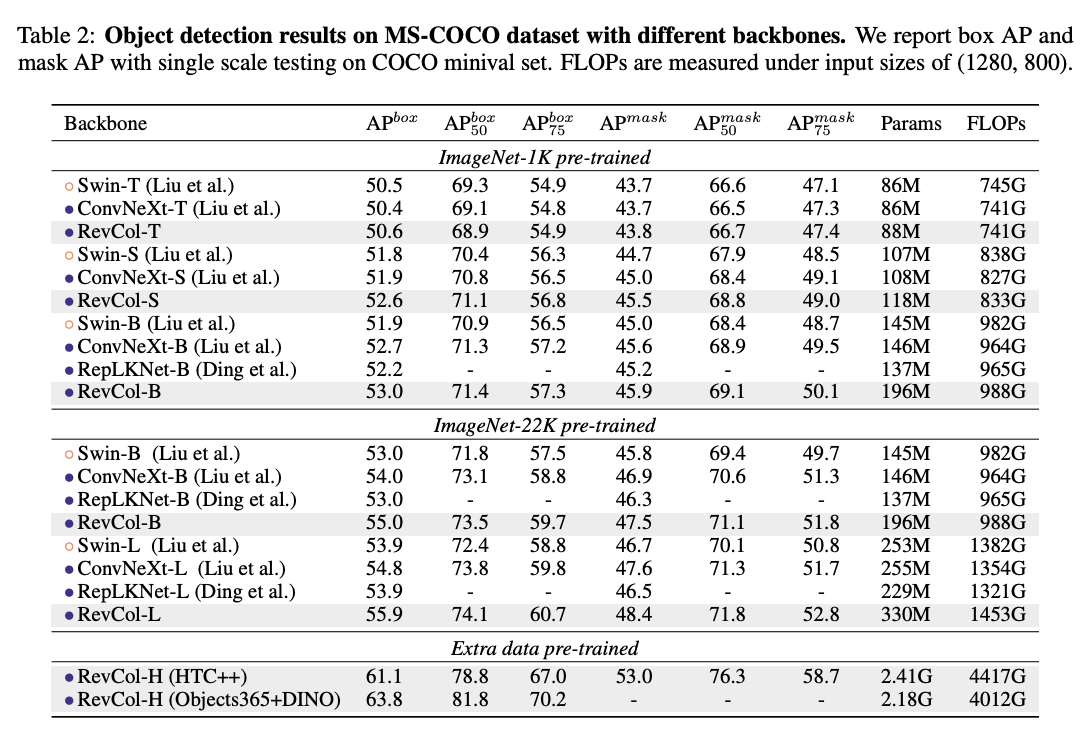 Table 2: Object detection results on MS-COCO dataset with different backbones. We report box AP and
mask AP with single scale testing on COCO minival set. FLOPs are measured under input sizes of (1280, 800).
Backbone AP^box AP^box_50 AP^box_75 AP^mask AP^mask_50 AP^mask_75 Params FLOPs
ImageNet-1K pre-trained
○ Swin-T (Liu et al.) 50.5 69.3 54.9 43.7 66.6 47.1 86M 745G
● ConvNeXt-T (Liu et al.) 50.4 69.1 54.8 43.7 66.5 47.3 86M 741G
● RevCol-T 50.6 68.9 54.9 43.8 66.7 47.4 88M 741G
○ Swin-S (Liu et al.) 51.8 70.4 56.3 44.7 67.9 48.5 107M 838G
● ConvNeXt-S (Liu et al.) 51.9 70.8 56.5 45.0 68.4 49.1 108M 827G
● RevCol-S 52.6 71.1 56.8 45.5 68.8 49.0 118M 833G
○ Swin-B (Liu et al.) 51.9 70.9 56.5 45.0 68.4 48.7 145M 982G
● ConvNeXt-B (Liu et al.) 52.7 71.3 57.2 45.6 68.9 49.5 146M 964G
● RepLKNet-B (Ding et al.) 52.2 - - 45.2 - - 137M 965G
● RevCol-B 53.0 71.4 57.3 45.9 69.1 50.1 196M 988G
ImageNet-22K pre-trained
○ Swin-B (Liu et al.) 53.0 71.8 57.5 45.8 69.4 49.7 145M 982G
● ConvNeXt-B (Liu et al.) 54.0 73.1 58.8 46.9 70.6 51.3 146M 964G
● RepLKNet-B (Ding et al.) 53.0 - - 46.3 - - 137M 965G
● RevCol-B 55.0 73.5 59.7 47.5 71.1 51.8 196M 988G
○ Swin-L (Liu et al.) 53.9 72.4 58.8 46.7 70.1 50.8 253M 1382G
● ConvNeXt-L (Liu et al.) 54.8 73.8 59.8 47.6 71.3 51.7 255M 1354G
● RepLKNet-L (Ding et al.) 53.9 - - 46.5 - - 229M 1321G
● RevCol-L 55.9 74.1 60.7 48.4 71.8 52.8 330M 1453G
Extra data pre-trained
● RevCol-H (HTC++) 61.1 78.8 67.0 53.0 76.3 58.7 2.41G 4417G
● RevCol-H (Objects365+DINO) 63.8 81.8 70.2 - - - 2.18G 4012G